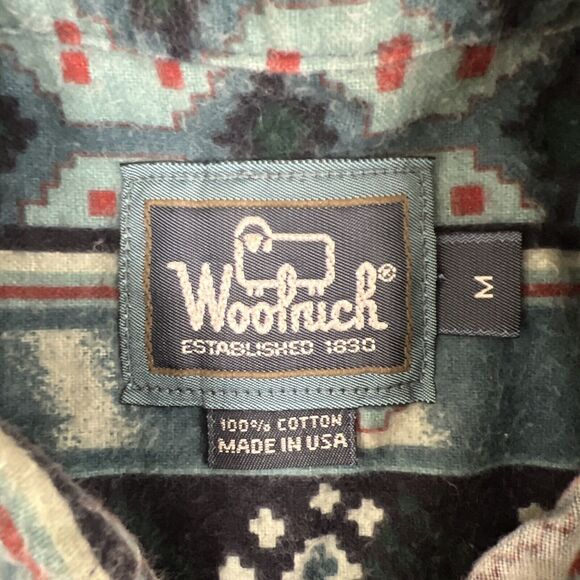 Woolrich®
ESTABLISHED 1830
M
100% COTTON
MADE IN USA